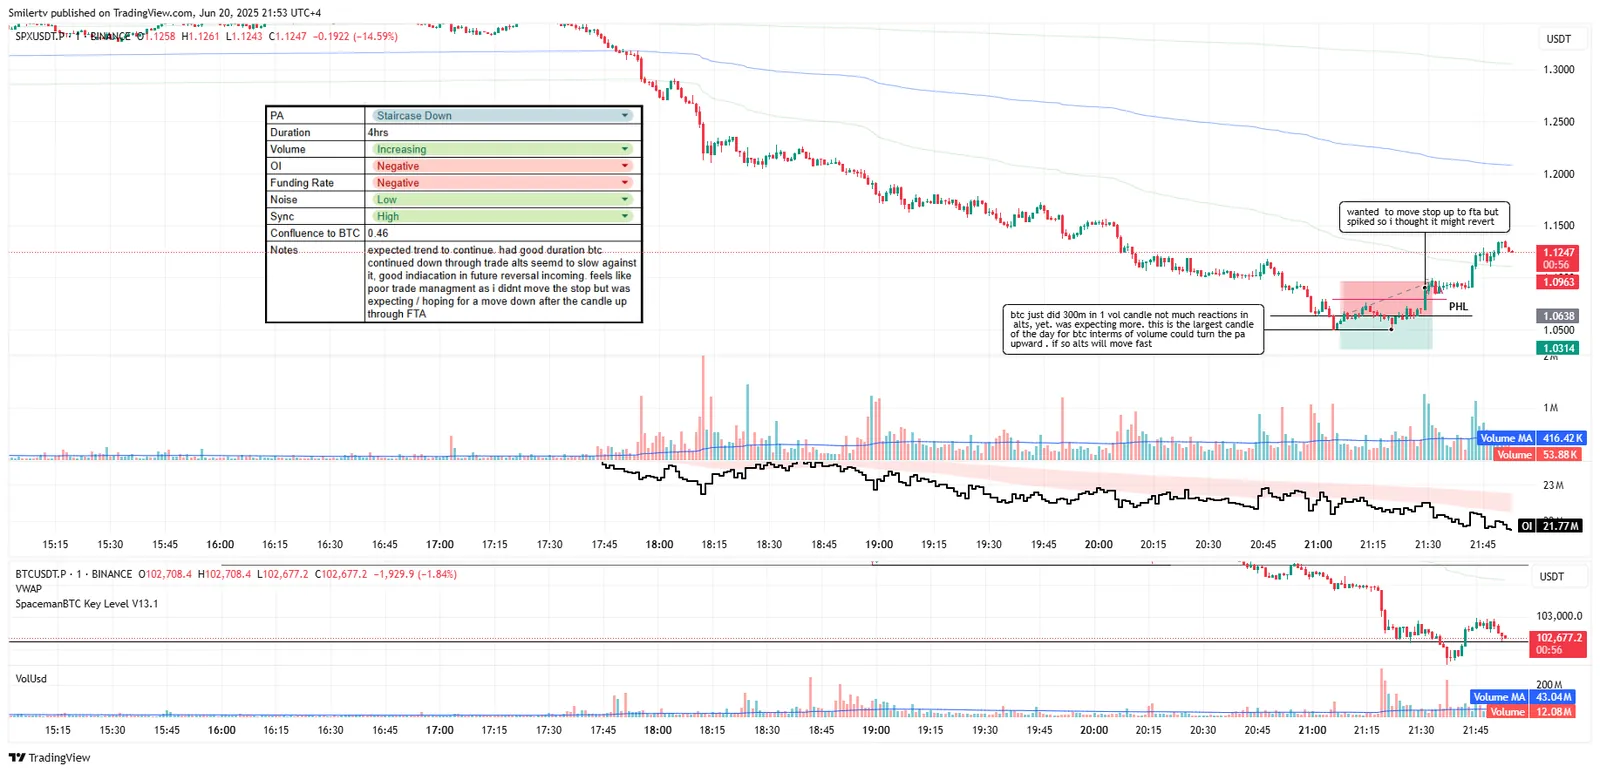 Smilertv published on TradingView.com, Jun 20, 2025 21:53 UTC+4
SPXUSDT.P · 1 · BINANCE O1.1258 H1.1261 L1.1243 C1.1247 −0.1922 (−14.59%)
USDT
1.3000
1.2500
1.2000
1.1500
1.1247
00:56
1.0963
1.0638
1.0500
1.0314
PA Staircase Down
Duration 4hrs
Volume Increasing
OI Negative
Funding Rate Negative
Noise Low
Sync High
Confluence to BTC 0.46
Notes expected trend to continue. had good duration btc
continued down through trade alts seemd to slow against
it, good indiacation in future reversal incoming. feels like
poor trade managment as i didnt move the stop but was
expecting / hoping for a move down after the candle up
through FTA
wanted to move stop up to fta but
spiked so i thought it might revert
PHL
btc just did 300m in 1 vol candle not much reactions in
alts, yet. was expecting more. this is the largest candle
of the day for btc interms of volume could turn the pa
upward . if so alts will move fast
1M
Volume MA 416.42 K
Volume 53.88 K
23 M
OI 21.77 M
15:15 15:30 15:45 16:00 16:15 16:30 16:45 17:00 17:15 17:30 17:45 18:00 18:15 18:30 18:45 19:00 19:15 19:30 19:45 20:00 20:15 20:30 20:45 21:00 21:15 21:30 21:45
BTCUSDT.P · 1 · BINANCE O102,708.4 H102,708.4 L102,677.2 C102,677.2 −1,929.9 (−1.84%)
USDT
VWAP
SpacemanBTC Key Level V13.1
103,000.0
102,677.2
00:56
VolUsd
200 M
Volume MA 43.04 M
Volume 12.08 M
15:15 15:30 15:45 16:00 16:15 16:30 16:45 17:00 17:15 17:30 17:45 18:00 18:15 18:30 18:45 19:00 19:15 19:30 19:45 20:00 20:15 20:30 20:45 21:00 21:15 21:30 21:45
TradingView